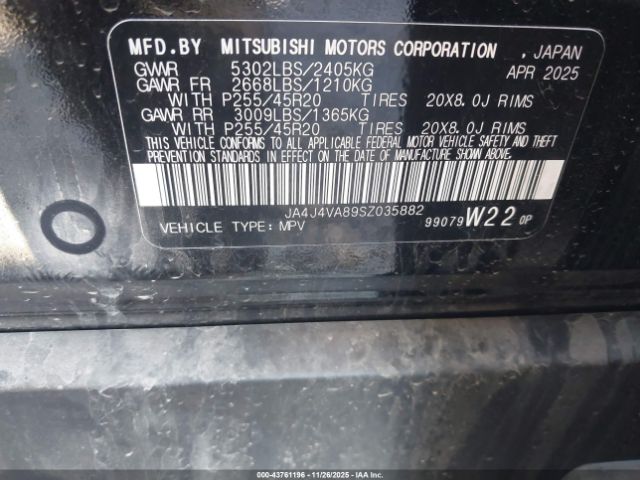 MFD.BY MITSUBISHI MOTORS CORPORATION . JAPAN
GVWR 5302LBS/2405KG APR 2025
GAWR FR 2668LBS/1210KG
WITH P255/45R20 TIRES 20X8.0J RIMS
GAWR RR 3009LBS/1365KG
WITH P255/45R20 TIRES 20X8.0J RIMS
THIS VEHICLE CONFORMS TO ALL APPLICABLE FEDERAL MOTOR VEHICLE SAFETY AND THEFT
PREVENTION STANDARDS IN EFFECT ON THE DATE OF MANUFACTURE SHOWN ABOVE.
JA4J4VA89SZ035882
VEHICLE TYPE: MPV 99079 W22 0P
000-43761196 - 11/26/2025 - IAAI.COM